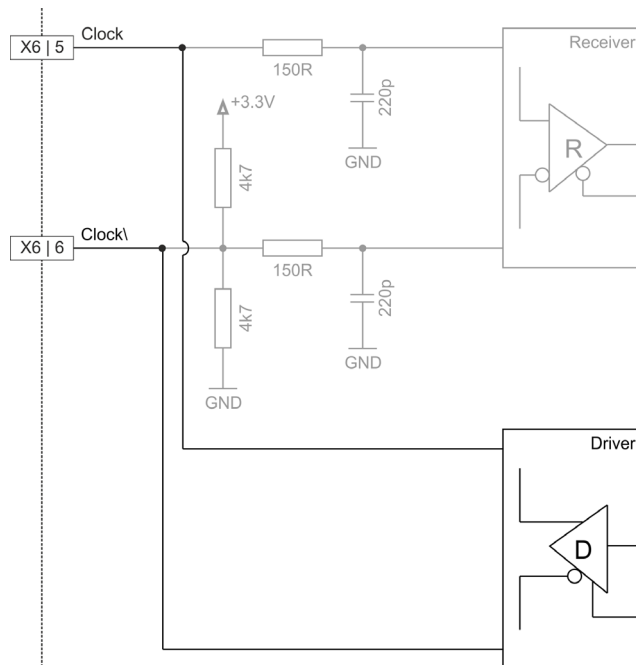 X6 | 5
Clock
Receiver
150R
220p
+3.3V
GND
4k7
R
X6 | 6
Clock\
150R
220p
4k7
GND
GND
Driver
D